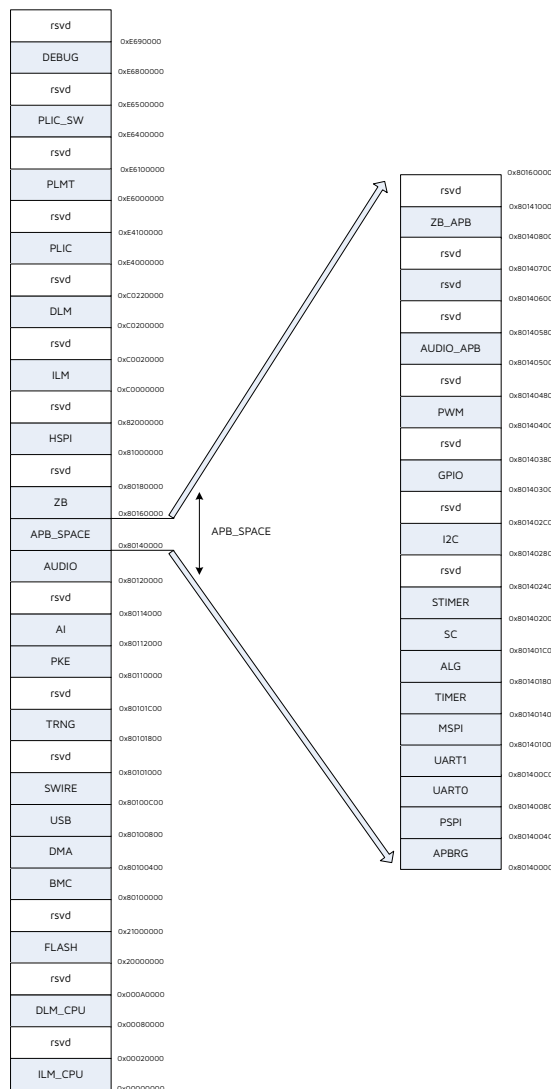 rsvd
0xE690000
DEBUG
0xE6800000
rsvd
0xE6500000
PLIC_SW
0xE6400000
rsvd
0xE6100000
PLMT
0xE6000000
rsvd
0xE4100000
PLIC
0xE4000000
rsvd
0xC0220000
DLM
0xC0200000
rsvd
0xC0020000
ILM
0xC0000000
rsvd
0x82000000
HSPI
0x81000000
rsvd
0x80180000
ZB
0x80160000
APB_SPACE
0x80140000
AUDIO
0x80120000
rsvd
0x80114000
AI
0x80112000
PKE
0x80110000
rsvd
0x80101C00
TRNG
0x80101800
rsvd
0x80101000
SWIRE
0x80100C00
USB
0x80100800
DMA
0x80100400
BMC
0x80100000
rsvd
0x21000000
FLASH
0x20000000
rsvd
0x000A0000
DLM_CPU
0x00080000
rsvd
0x00020000
ILM_CPU
0x00000000
APB_SPACE
0x80160000
rsvd
0x80141000
ZB_APB
0x80140800
rsvd
0x80140700
rsvd
0x80140600
rsvd
0x80140580
AUDIO_APB
0x80140500
rsvd
0x80140480
PWM
0x80140400
rsvd
0x80140380
GPIO
0x80140300
rsvd
0x801402C0
I2C
0x80140280
rsvd
0x80140240
STIMER
0x80140200
SC
0x801401C0
ALG
0x80140180
TIMER
0x80140140
MSPI
0x80140100
UART1
0x801400C0
UART0
0x80140080
PSPI
0x80140040
APBRG
0x80140000